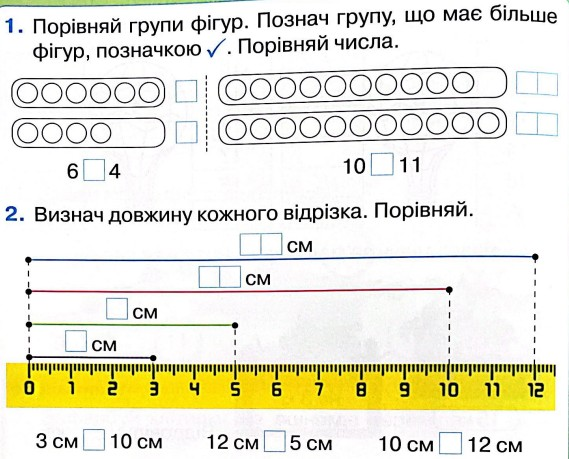 1. Порівняй групи фігур. Познач групу, що має більше
фігур, позначкою ✓. Порівняй числа.
6 □ 4
10 □ 11
2. Визнач довжину кожного відрізка. Порівняй.
□□ см
□□ см
□ см
□ см
0 1 2 3 4 5 6 7 8 9 10 11 12
3 см □ 10 см 12 см □ 5 см 10 см □ 12 см